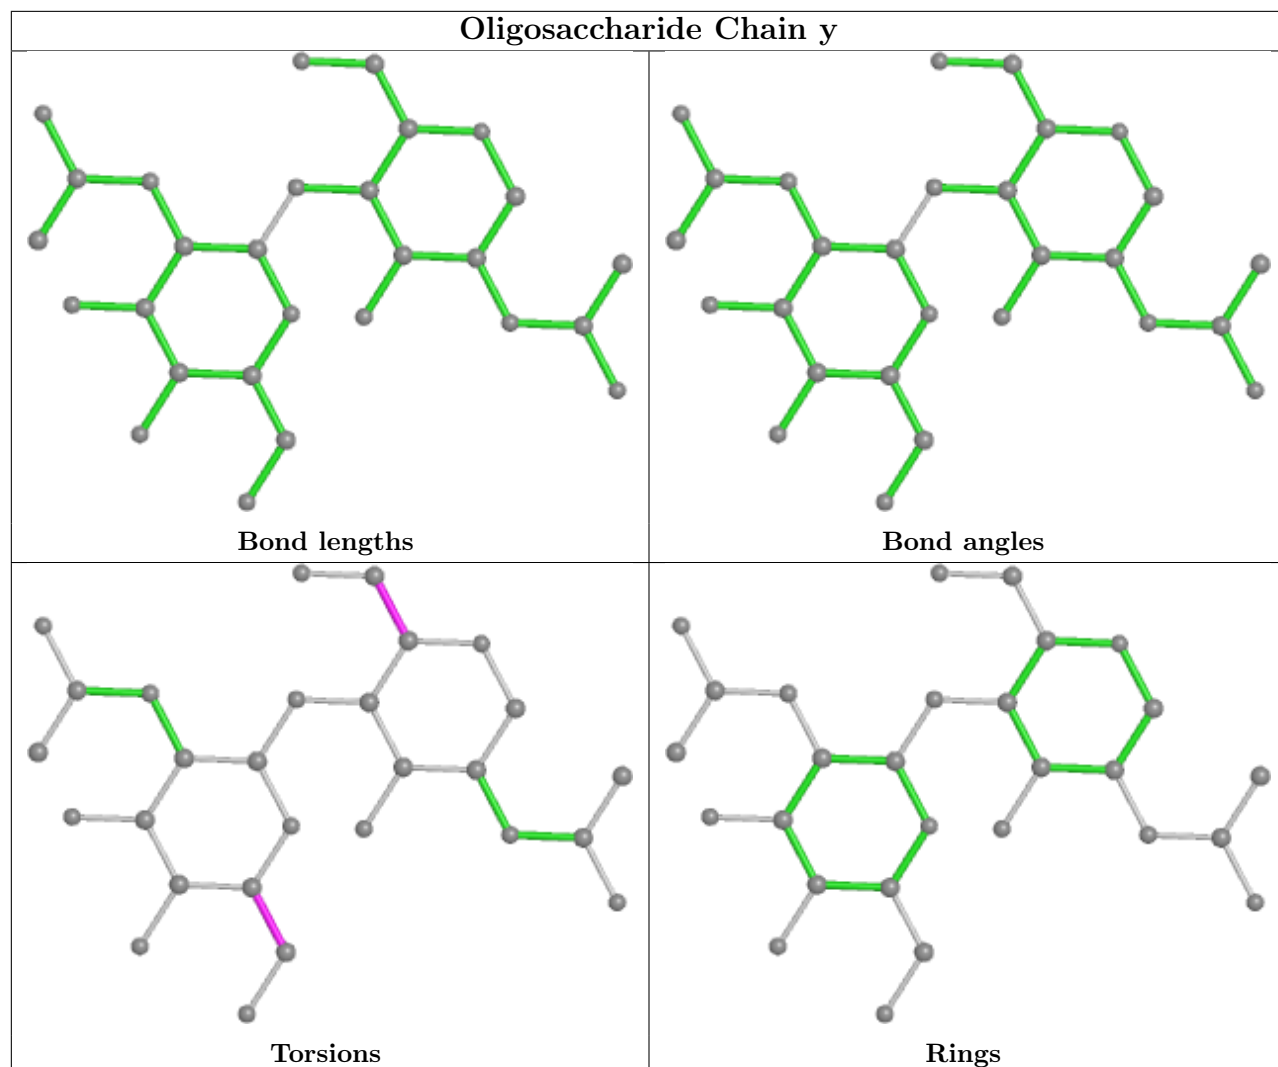 Oligosaccharide Chain y
Bond lengths
Bond angles
Torsions
Rings